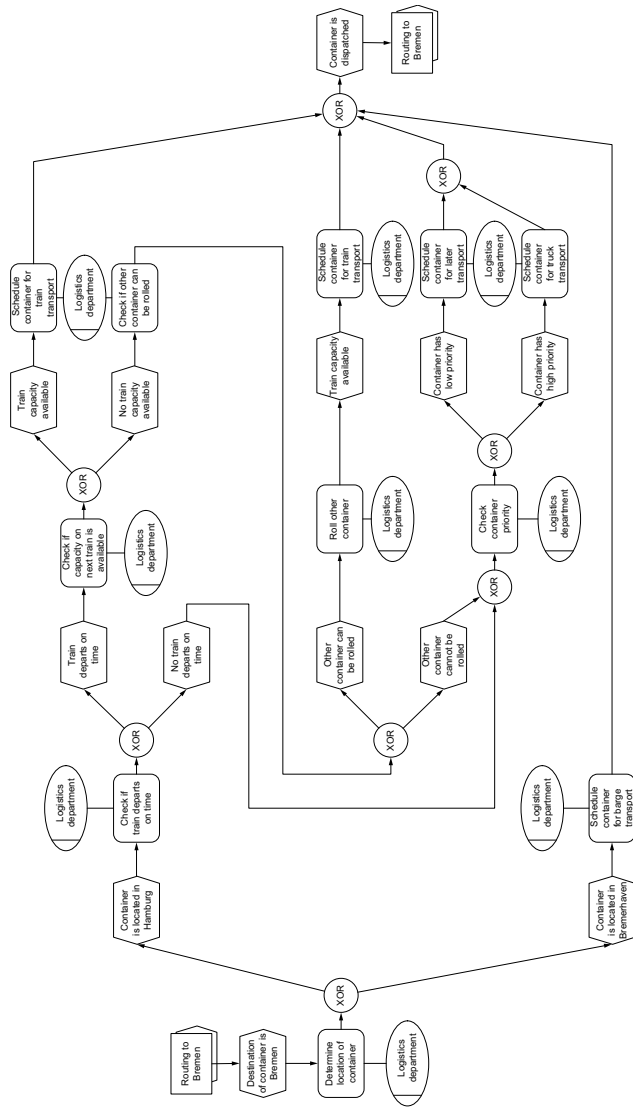 Routing to
Bremen
Destination
of container is
Bremen
Determine
location of
container
Logistics
department
XOR
Container
is located in
Hamburg
Check if
train departs
on time
Logistics
department
XOR
Train
departs on
time
No train
departs on time
Check if
capacity on
next train is
available
Logistics
department
XOR
Train
capacity
available
No train
capacity
available
Schedule
container for
train
transport
Logistics
department
Check if other
container can
be rolled
XOR
Other
container can
be rolled
Other
container
cannot be
rolled
Roll other
container
Logistics
department
Train capacity
available
Schedule
container
for train
transport
Logistics
department
XOR
Check
container
priority
Logistics
department
XOR
Container has
low priority
Container has
high priority
Schedule
container
for later
transport
Logistics
department
Schedule
container
for truck
transport
XOR
Container
is located in
Bremerhaven
Schedule
container
for barge
transport
Logistics
department
XOR
Container is
dispatched
Routing to
Bremen